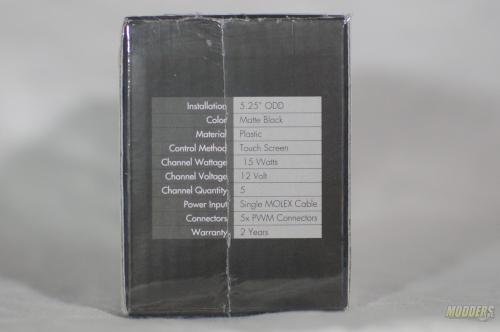 Installation 5.25" ODD
Color Matte Black
Material Plastic
Control Method Touch Screen
Channel Wattage 15 Watts
Channel Voltage 12 Volt
Channel Quantity 5
Power Input Single MOLEX Cable
Connectors 5x PWM Connectors
Warranty 2 Years
MODDERS